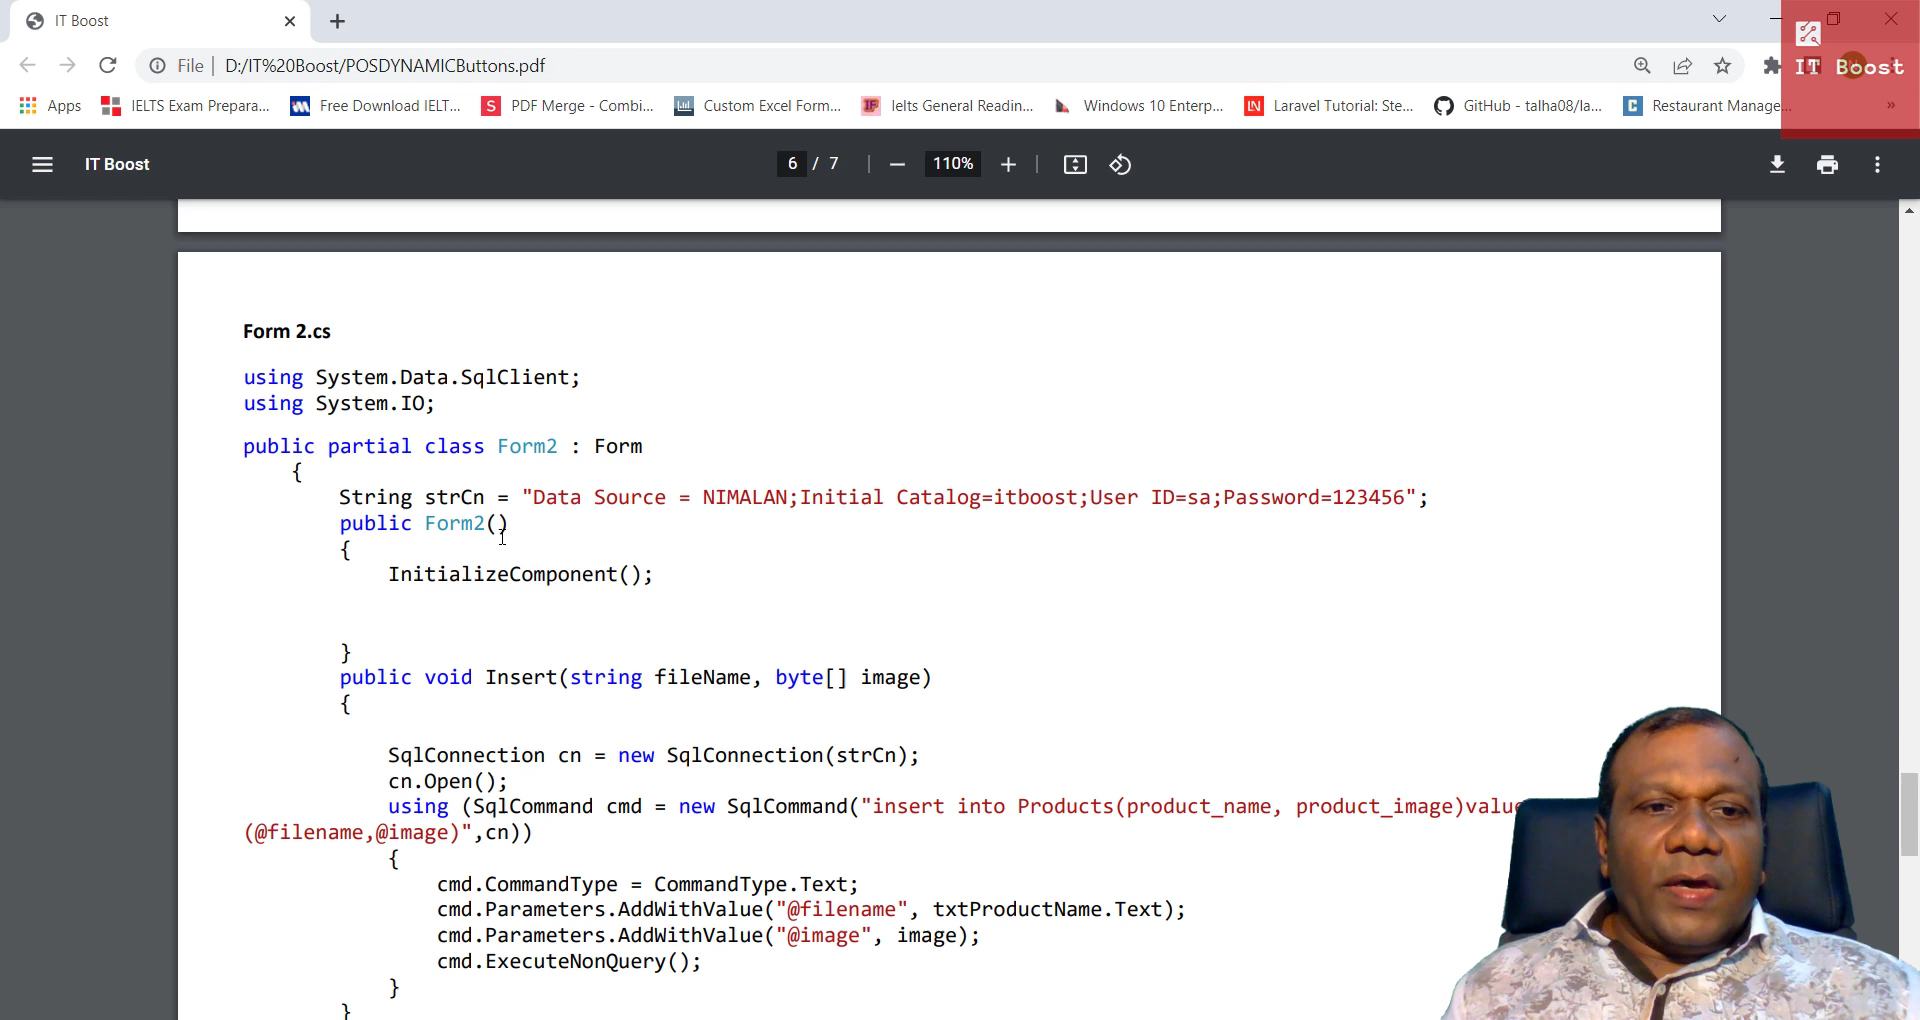 IT Boost
File | D:/IT%20Boost/POSDYNAMICButtons.pdf
IT Boost
Apps IELTS Exam Prepara... Free Download IELT... PDF Merge - Combi... Custom Excel Form... Ielts General Readin... Windows 10 Enterp... Laravel Tutorial: Ste... GitHub - talha08/la... Restaurant Manage... »
IT Boost 6 / 7 110%
Form 2.cs
using System.Data.SqlClient;
using System.IO;
public partial class Form2 : Form
{
String strCn = "Data Source = NIMALAN;Initial Catalog=itboost;User ID=sa;Password=123456";
public Form2()
{
InitializeComponent();
}
public void Insert(string fileName, byte[] image)
{
SqlConnection cn = new SqlConnection(strCn);
cn.Open();
using (SqlCommand cmd = new SqlCommand("insert into Products(product_name, product_image)value
(@filename,@image)",cn))
{
cmd.CommandType = CommandType.Text;
cmd.Parameters.AddWithValue("@filename", txtProductName.Text);
cmd.Parameters.AddWithValue("@image", image);
cmd.ExecuteNonQuery();
}
}